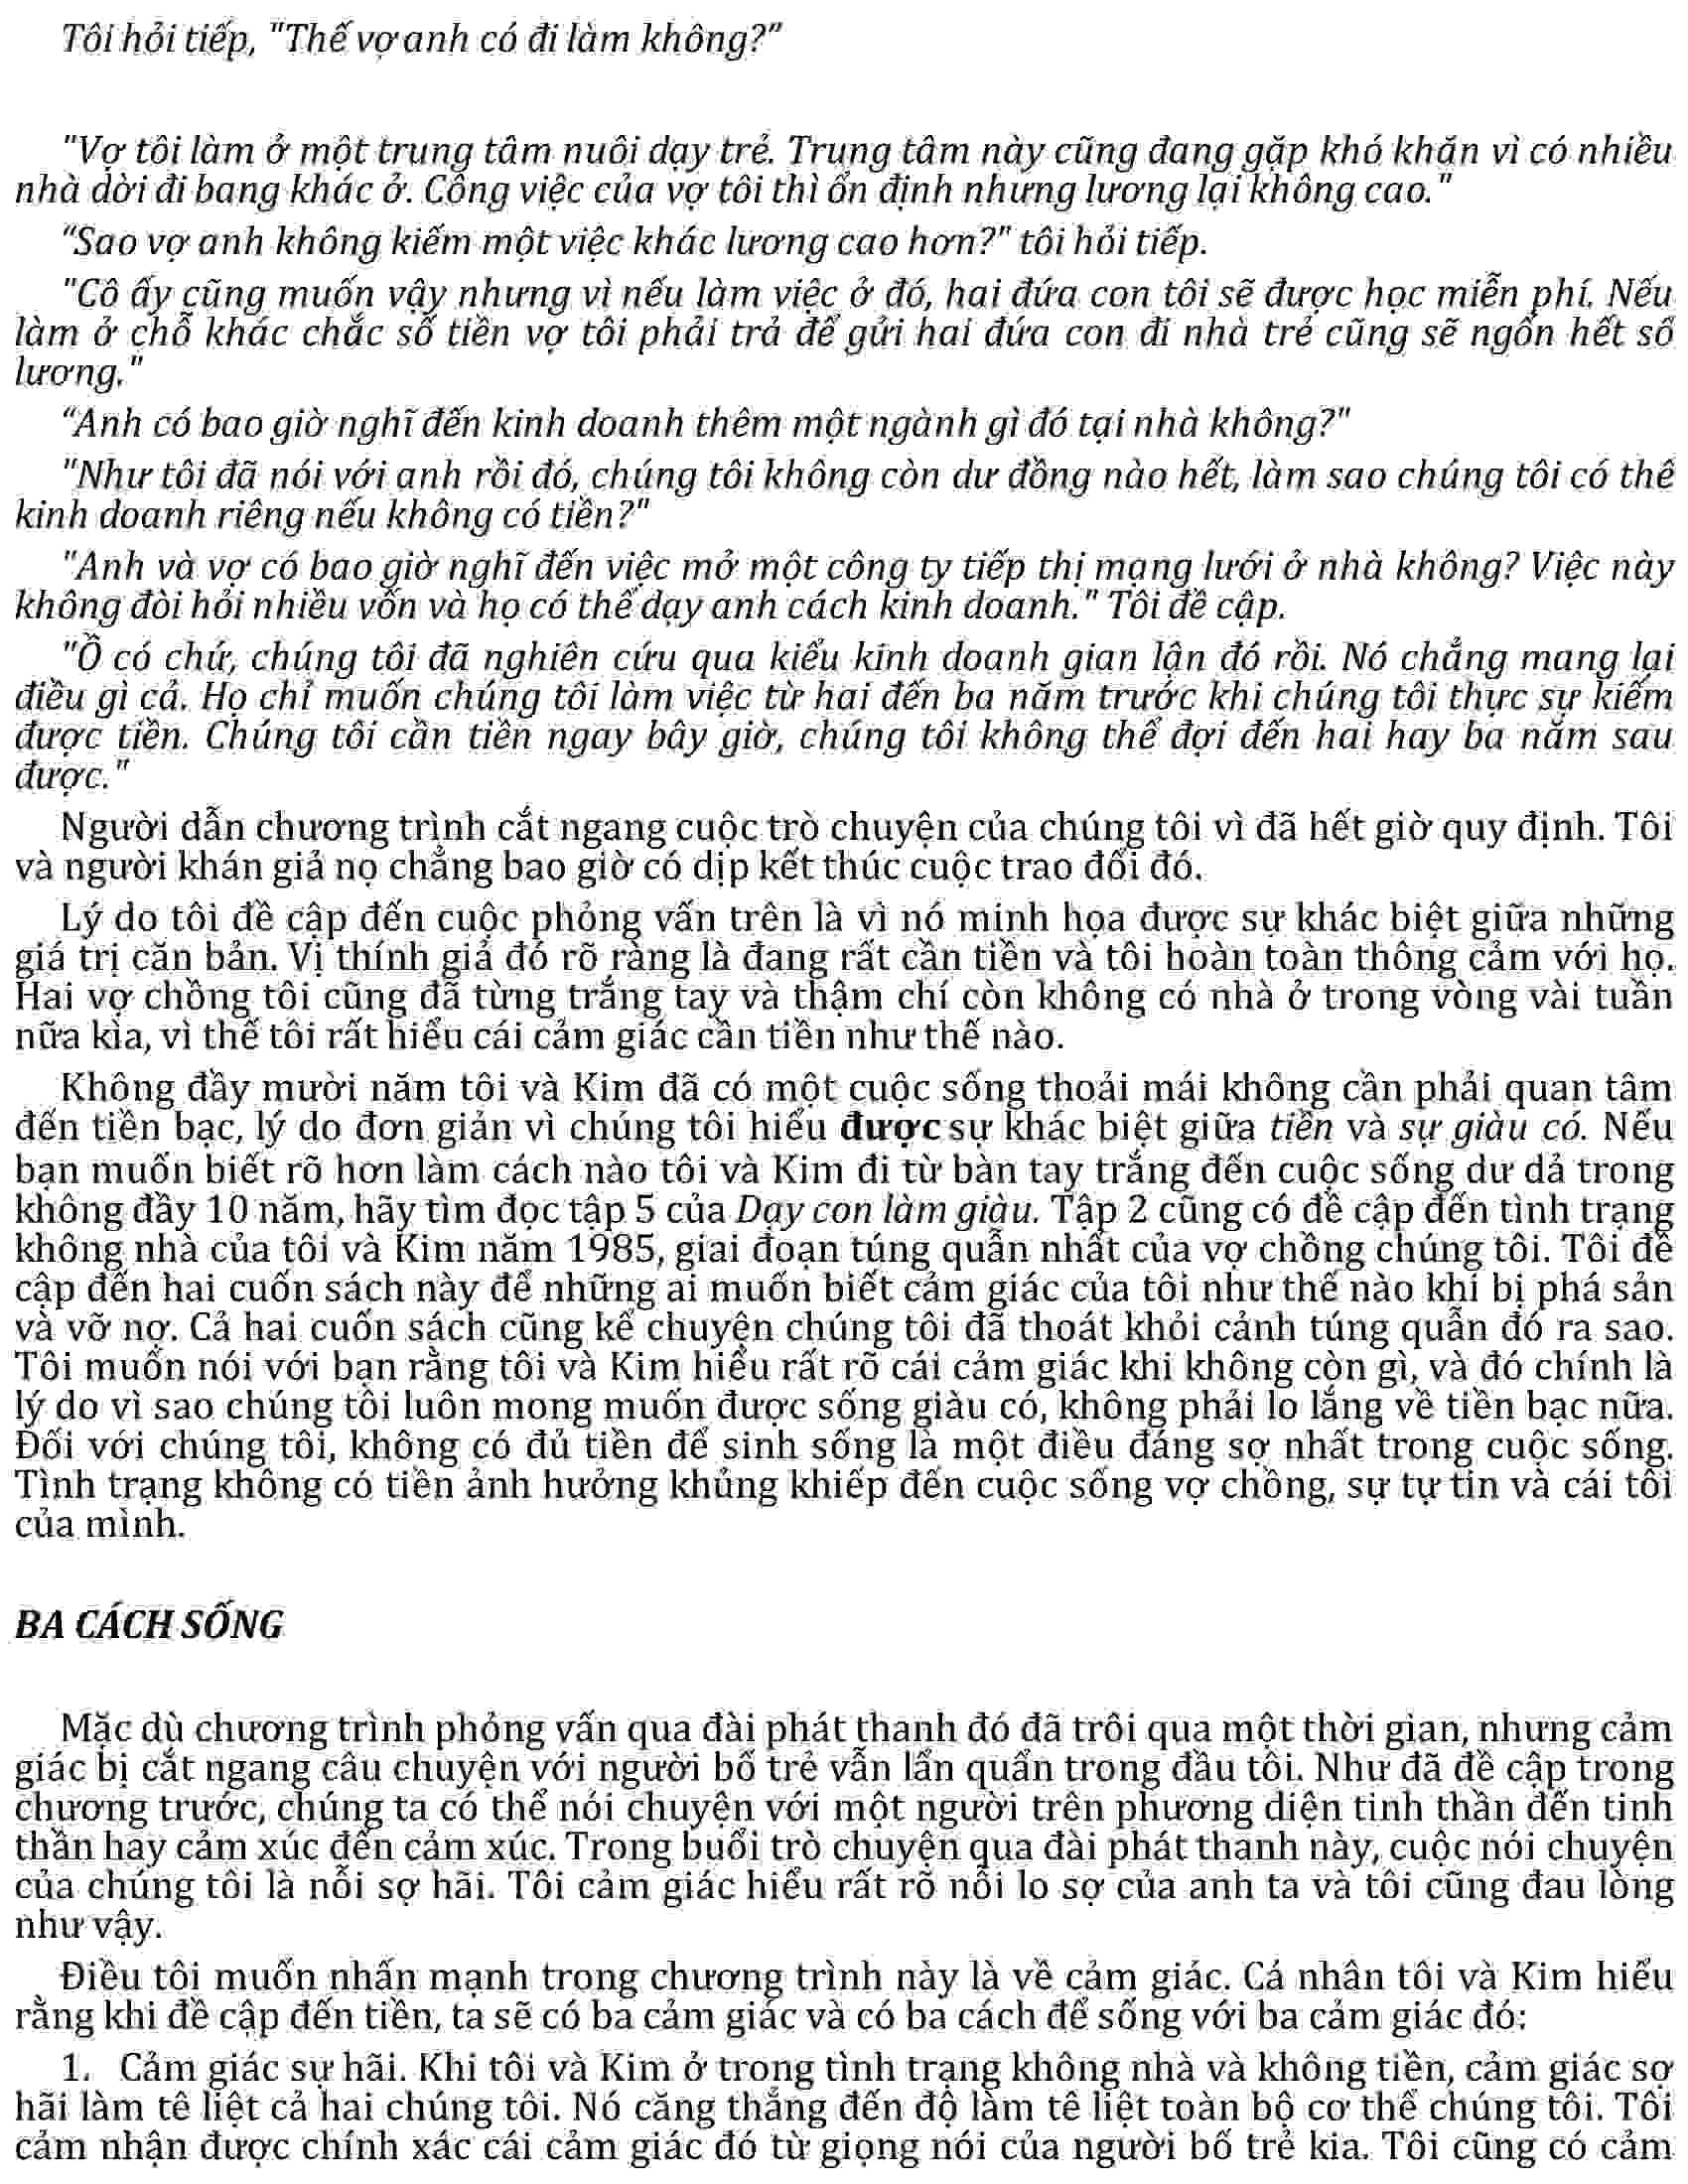 Tôi hỏi tiếp, "Thế vợ anh có đi làm không?"
"Vợ tôi làm ở một trung tâm nuôi dạy trẻ. Trung tâm này cũng đang gặp khó khăn vì có nhiều
nhà dời đi bang khác ở. Công việc của vợ tôi thì ổn định nhưng lương lại không cao."
"Sao vợ anh không kiếm một việc khác lương cao hơn?" tôi hỏi tiếp.
"Cô ấy cũng muốn vậy nhưng vì nếu làm việc ở đó, hai đứa con tôi sẽ được học miễn phí. Nếu
làm ở chỗ khác chắc số tiền vợ tôi phải trả để gửi hai đứa con đi nhà trẻ cũng sẽ ngốn hết số
lương."
"Anh có bao giờ nghĩ đến kinh doanh thêm một ngành gì đó tại nhà không?"
"Như tôi đã nói với anh rồi đó, chúng tôi không còn dư đồng nào hết, làm sao chúng tôi có thể
kinh doanh riêng nếu không có tiền?"
"Anh và vợ có bao giờ nghĩ đến việc mở một công ty tiếp thị mạng lưới ở nhà không? Việc này
không đòi hỏi nhiều vốn và họ có thể dạy anh cách kinh doanh." Tôi đề cập.
"Ồ có chứ, chúng tôi đã nghiên cứu qua kiểu kinh doanh gian lận đó rồi. Nó chẳng mang lại
điều gì cả. Họ chỉ muốn chúng tôi làm việc từ hai đến ba năm trước khi chúng tôi thực sự kiếm
được tiền. Chúng tôi cần tiền ngay bây giờ, chúng tôi không thể đợi đến hai hay ba năm sau
được."
Người dẫn chương trình cắt ngang cuộc trò chuyện của chúng tôi vì đã hết giờ quy định. Tôi
và người khán giả nọ chẳng bao giờ có dịp kết thúc cuộc trao đổi đó.
Lý do tôi đề cập đến cuộc phỏng vấn trên là vì nó minh họa được sự khác biệt giữa những
giá trị căn bản. Vị thính giả đó rõ ràng là đang rất cần tiền và tôi hoàn toàn thông cảm với họ.
Hai vợ chồng tôi cũng đã từng trắng tay và thậm chí còn không có nhà ở trong vòng vài tuần
nữa kìa, vì thế tôi rất hiểu cái cảm giác cần tiền như thế nào.
Không đầy mười năm tôi và Kim đã có một cuộc sống thoải mái không cần phải quan tâm
đến tiền bạc, lý do đơn giản vì chúng tôi hiểu được sự khác biệt giữa tiền và sự giàu có. Nếu
bạn muốn biết rõ hơn làm cách nào tôi và Kim đi từ bàn tay trắng đến cuộc sống dư dả trong
không đầy 10 năm, hãy tìm đọc tập 5 của Dạy con làm giàu. Tập 2 cũng có đề cập đến tình trạng
không nhà của tôi và Kim năm 1985, giai đoạn túng quẫn nhất của vợ chồng chúng tôi. Tôi đề
cập đến hai cuốn sách này để những ai muốn biết cảm giác của tôi như thế nào khi bị phá sản
và vỡ nợ. Cả hai cuốn sách cũng kể chuyện chúng tôi đã thoát khỏi cảnh túng quẫn đó ra sao.
Tôi muốn nói với bạn rằng tôi và Kim hiểu rất rõ cái cảm giác khi không còn gì, và đó chính là
lý do vì sao chúng tôi luôn mong muốn được sống giàu có, không phải lo lắng về tiền bạc nữa.
Đối với chúng tôi, không có đủ tiền để sinh sống là một điều đáng sợ nhất trong cuộc sống.
Tình trạng không có tiền ảnh hưởng khủng khiếp đến cuộc sống vợ chồng, sự tự tin và cái tôi
của mình.
BA CÁCH SỐNG
Mặc dù chương trình phỏng vấn qua đài phát thanh đó đã trôi qua một thời gian, nhưng cảm
giác bị cắt ngang câu chuyện với người bố trẻ vẫn lẩn quẩn trong đầu tôi. Như đã đề cập trong
chương trước, chúng ta có thể nói chuyện với một người trên phương diện tinh thần đến tinh
thần hay cảm xúc đến cảm xúc. Trong buổi trò chuyện qua đài phát thanh này, cuộc nói chuyện
của chúng tôi là nỗi sợ hãi. Tôi cảm giác hiểu rất rõ nỗi lo sợ của anh ta và tôi cũng đau lòng
như vậy.
Điều tôi muốn nhấn mạnh trong chương trình này là về cảm giác. Cá nhân tôi và Kim hiểu
rằng khi đề cập đến tiền, ta sẽ có ba cảm giác và có ba cách để sống với ba cảm giác đó:
1. Cảm giác sự hãi. Khi tôi và Kim ở trong tình trạng không nhà và không tiền, cảm giác sợ
hãi làm tê liệt cả hai chúng tôi. Nó căng thẳng đến độ làm tê liệt toàn bộ cơ thể chúng tôi. Tôi
cảm nhận được chính xác cái cảm giác đó từ giọng nói của người bố trẻ kia. Tôi cũng có cảm